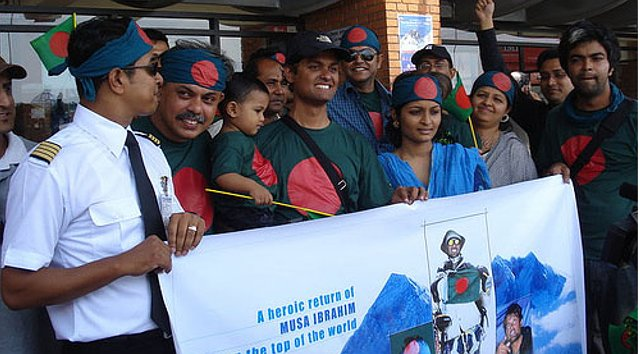 A heroic return of
MUSA IBRAHIM
the top of the world